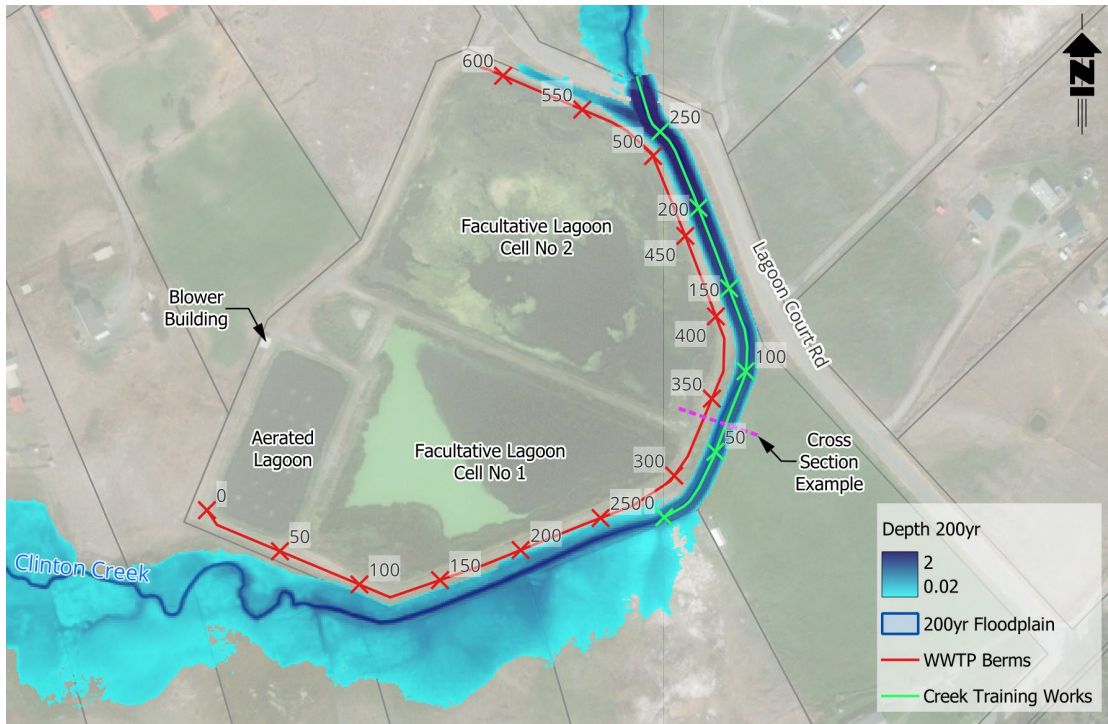 N
600
550
500
250
200
450
150
400
100
350
50
300
2500
200
150
100
50
0
Facultative Lagoon
Cell No 2
Blower
Building
Lagoon Court Rd
Aerated
Lagoon
Facultative Lagoon
Cell No 1
Cross
Section
Example
Clinton Creek
Depth 200yr
2
0.02
200yr Floodplain
WWTP Berms
Creek Training Works